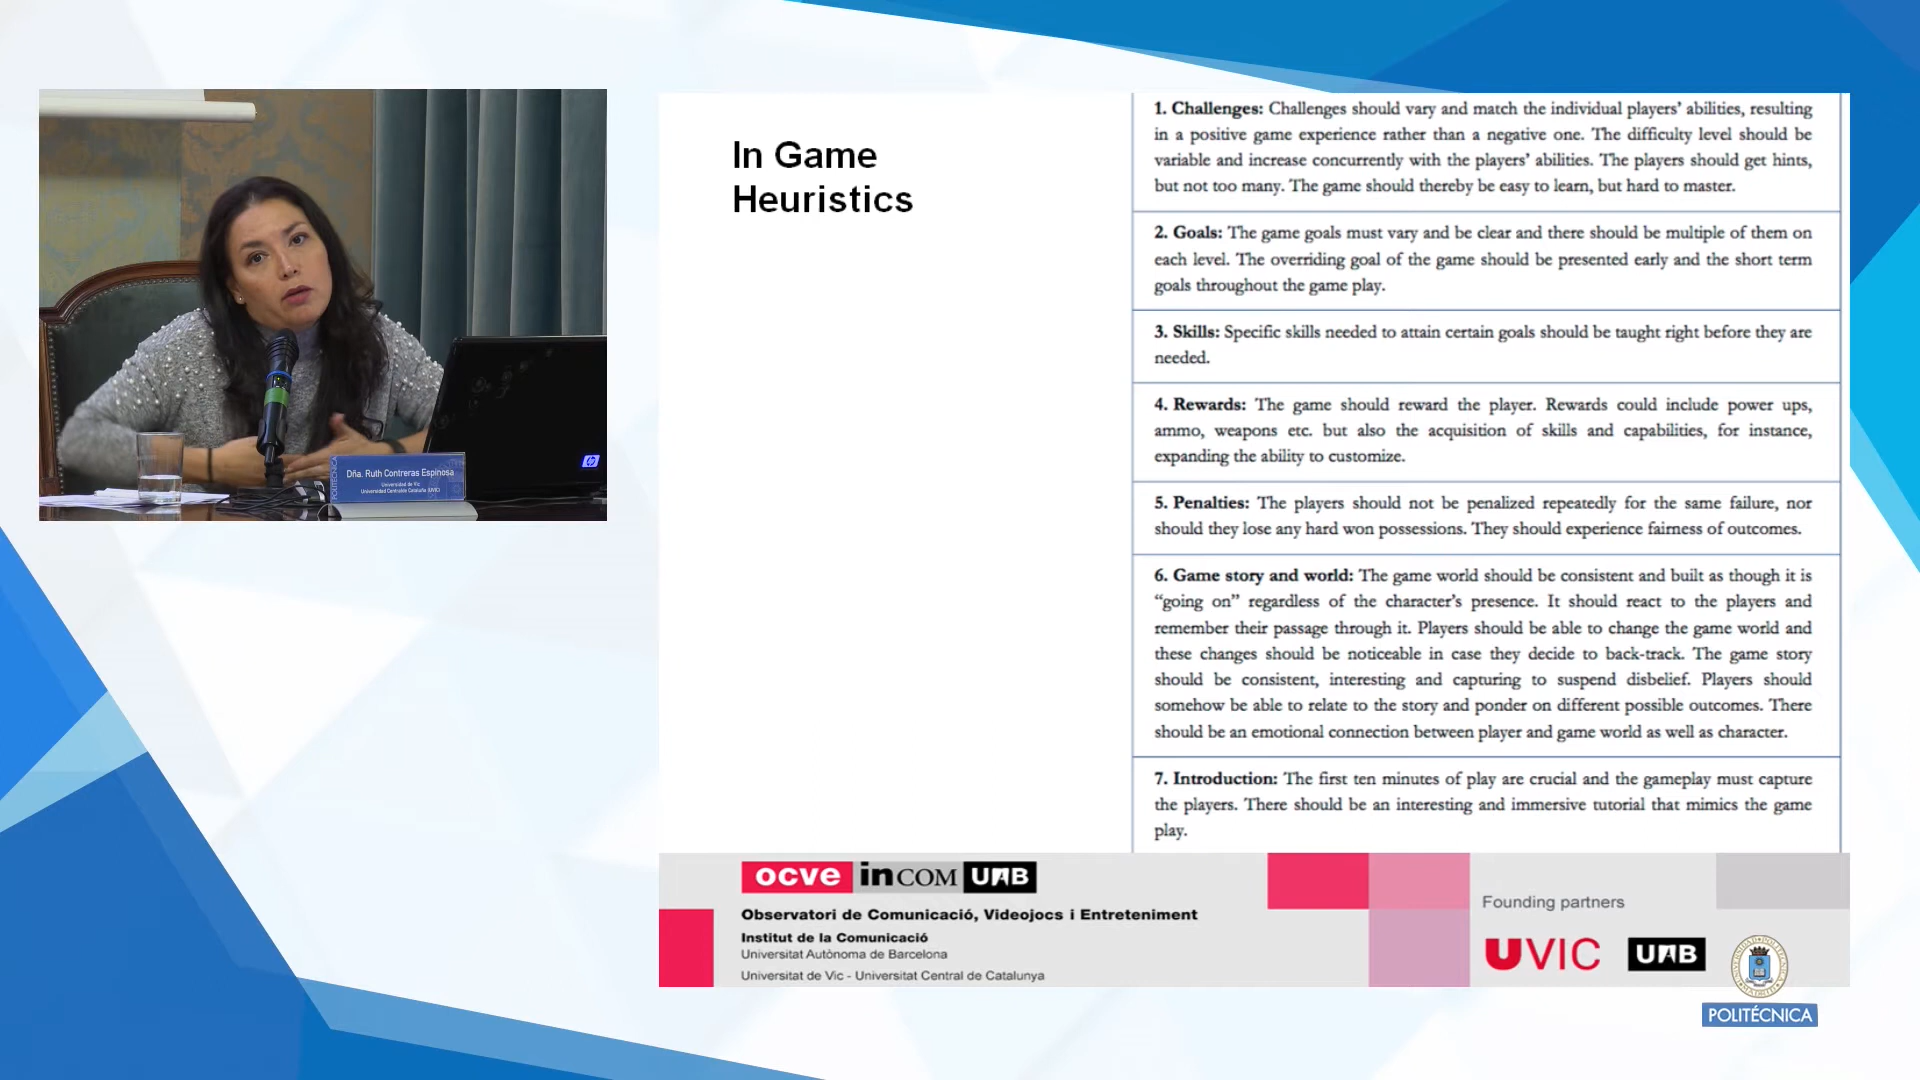 In Game
Heuristics
1. Challenges: Challenges should vary and match the individual players' abilities, resulting
in a positive game experience rather than a negative one. The difficulty level should be
variable and increase concurrently with the players' abilities. The players should get hints,
but not too many. The game should thereby be easy to learn, but hard to master.
2. Goals: The game goals must vary and be clear and there should be multiple of them on
each level. The overriding goal of the game should be presented early and the short term
goals throughout the game play.
3. Skills: Specific skills needed to attain certain goals should be taught right before they are
needed.
4. Rewards: The game should reward the player. Rewards could include power ups,
ammo, weapons etc. but also the acquisition of skills and capabilities, for instance,
expanding the ability to customize.
5. Penalties: The players should not be penalized repeatedly for the same failure, nor
should they lose any hard won possessions. They should experience fairness of outcomes.
6. Game story and world: The game world should be consistent and built as though it is
“going on” regardless of the character's presence. It should react to the players and
remember their passage through it. Players should be able to change the game world and
these changes should be noticeable in case they decide to back-track. The game story
should be consistent, interesting and capturing to suspend disbelief. Players should
somehow be able to relate to the story and ponder on different possible outcomes. There
should be an emotional connection between player and game world as well as character.
7. Introduction: The first ten minutes of play are crucial and the gameplay must capture
the players. There should be an interesting and immersive tutorial that mimics the game
play.
POLITÉCNICA
Dña. Ruth Contreras Espinosa
Universidad de Vic
Universidad Central de Cataluña (UVIC)
hp
ocve inCOM UAB
Observatori de Comunicació, Videojocs i Entreteniment
Institut de la Comunicació
Universitat Autònoma de Barcelona
Universitat de Vic - Universitat Central de Catalunya
Founding partners
UVIC UAB
POLITÉCNICA